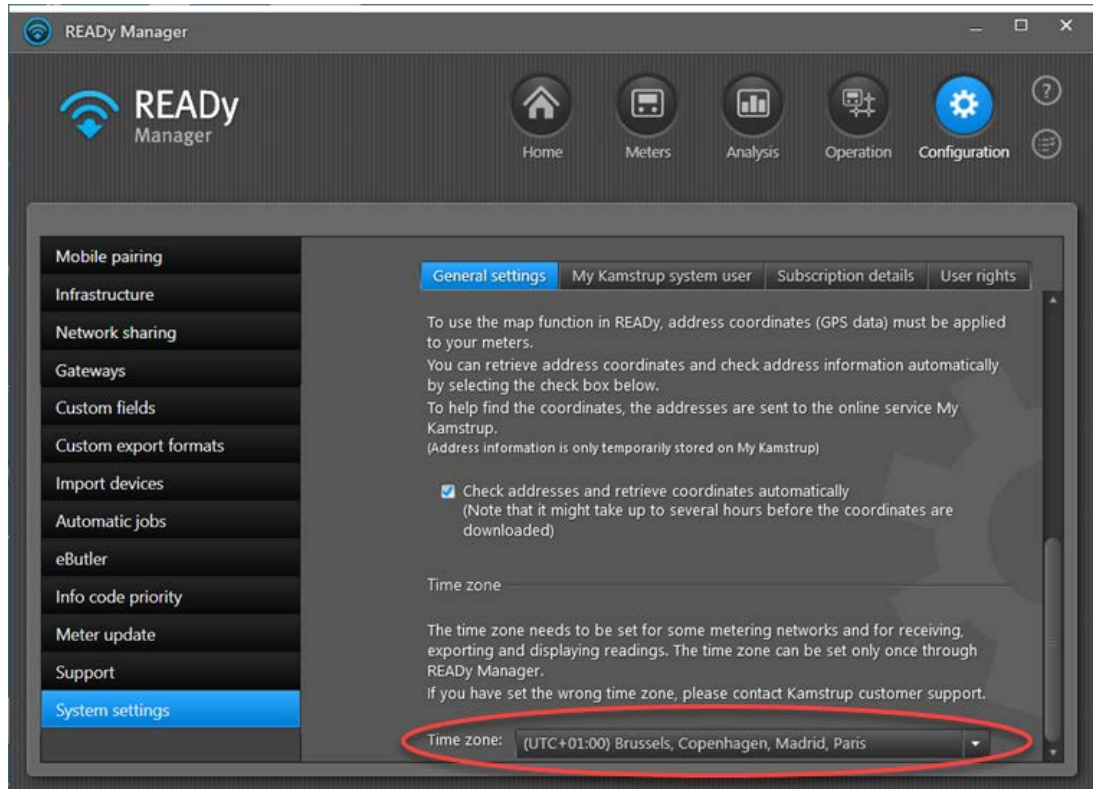 READy Manager
READy
Manager
Home
Meters
Analysis
Operation
Configuration
?
Mobile pairing
Infrastructure
Network sharing
Gateways
Custom fields
Custom export formats
Import devices
Automatic jobs
eButler
Info code priority
Meter update
Support
System settings
General settings
My Kamstrup system user
Subscription details
User rights
To use the map function in READy, address coordinates (GPS data) must be applied
to your meters.
You can retrieve address coordinates and check address information automatically
by selecting the check box below.
To help find the coordinates, the addresses are sent to the online service My
Kamstrup.
(Address information is only temporarily stored on My Kamstrup)
Check addresses and retrieve coordinates automatically
(Note that it might take up to several hours before the coordinates are
downloaded)
Time zone
The time zone needs to be set for some metering networks and for receiving,
exporting and displaying readings. The time zone can be set only once through
READy Manager.
If you have set the wrong time zone, please contact Kamstrup customer support.
Time zone: (UTC+01:00) Brussels, Copenhagen, Madrid, Paris